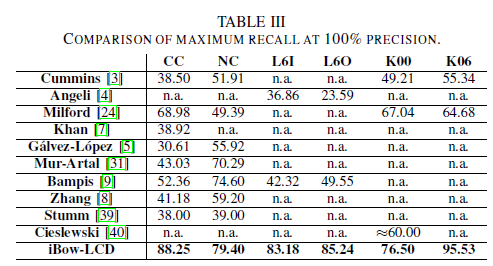 TABLE III
COMPARISON OF MAXIMUM RECALL AT 100% PRECISION.
CC NC L6I L6O K00 K06
Cummins [3] 38.50 51.91 n.a. n.a. 49.21 55.34
Angeli [4] n.a. n.a. 36.86 23.59 n.a. n.a.
Milford [24] 68.98 49.39 n.a. n.a. 67.04 64.68
Khan [7] 38.92 n.a. n.a. n.a. n.a. n.a.
Gálvez-López [5] 30.61 55.92 n.a. n.a. n.a. n.a.
Mur-Artal [31] 43.03 70.29 n.a. n.a. n.a. n.a.
Bampis [9] 52.36 74.60 42.32 49.55 n.a. n.a.
Zhang [8] 41.18 59.20 n.a. n.a. n.a. n.a.
Stumm [39] 38.00 39.00 n.a. n.a. n.a. n.a.
Cieslewski [40] n.a. n.a. n.a. n.a. ≈60.00 n.a.
iBow-LCD 88.25 79.40 83.18 85.24 76.50 95.53